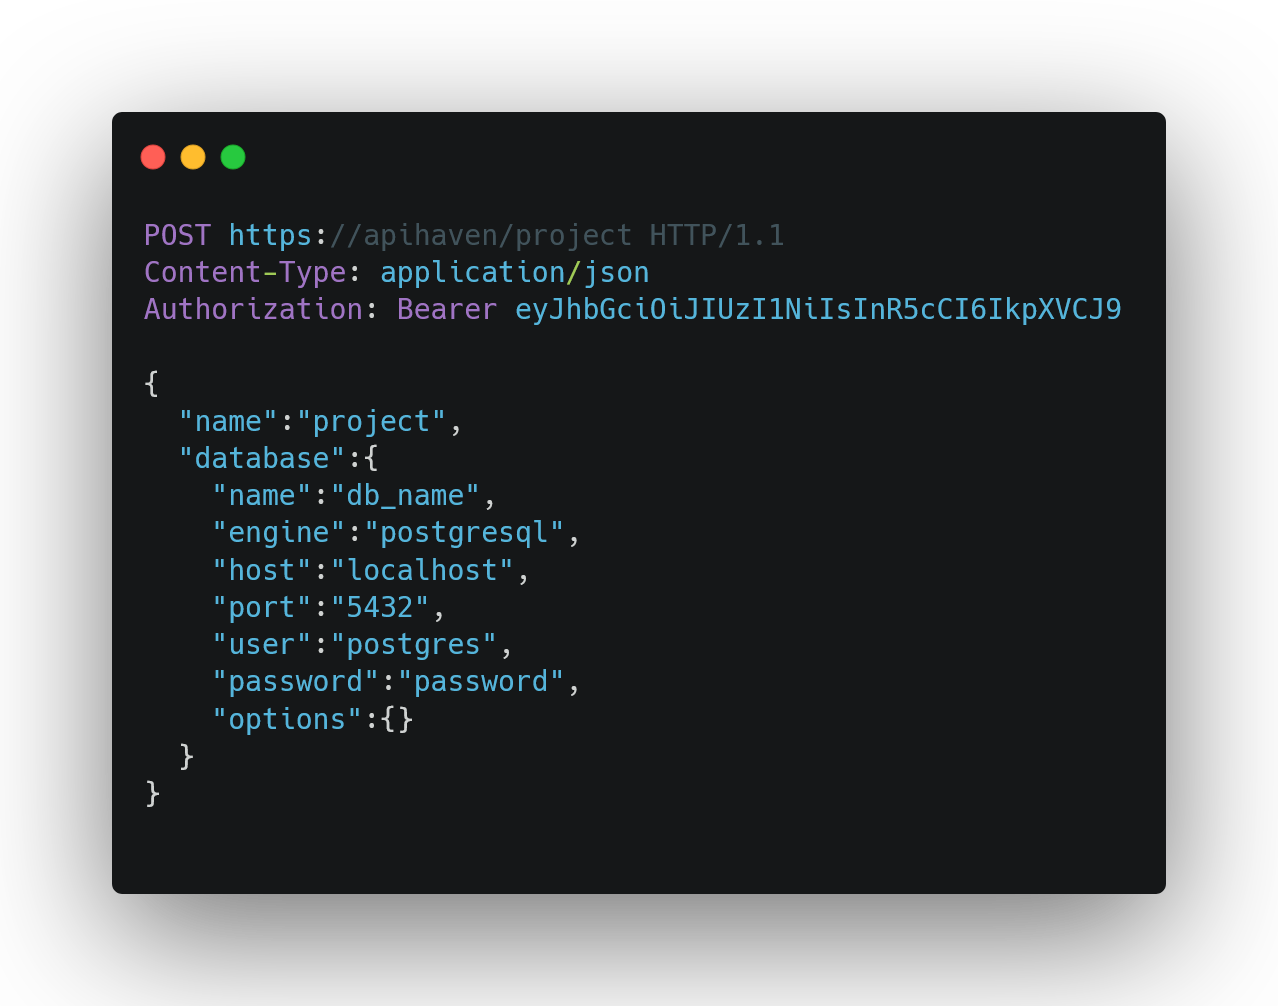 POST https://apihaven/project HTTP/1.1
Content-Type: application/json
Authorization: Bearer eyJhbGciOiJIUzI1NiIsInR5cCI6IkpXVCJ9
{
"name":"project",
"database":{
"name":"db_name",
"engine":"postgresql",
"host":"localhost",
"port":"5432",
"user":"postgres",
"password":"password",
"options":{}
}
}